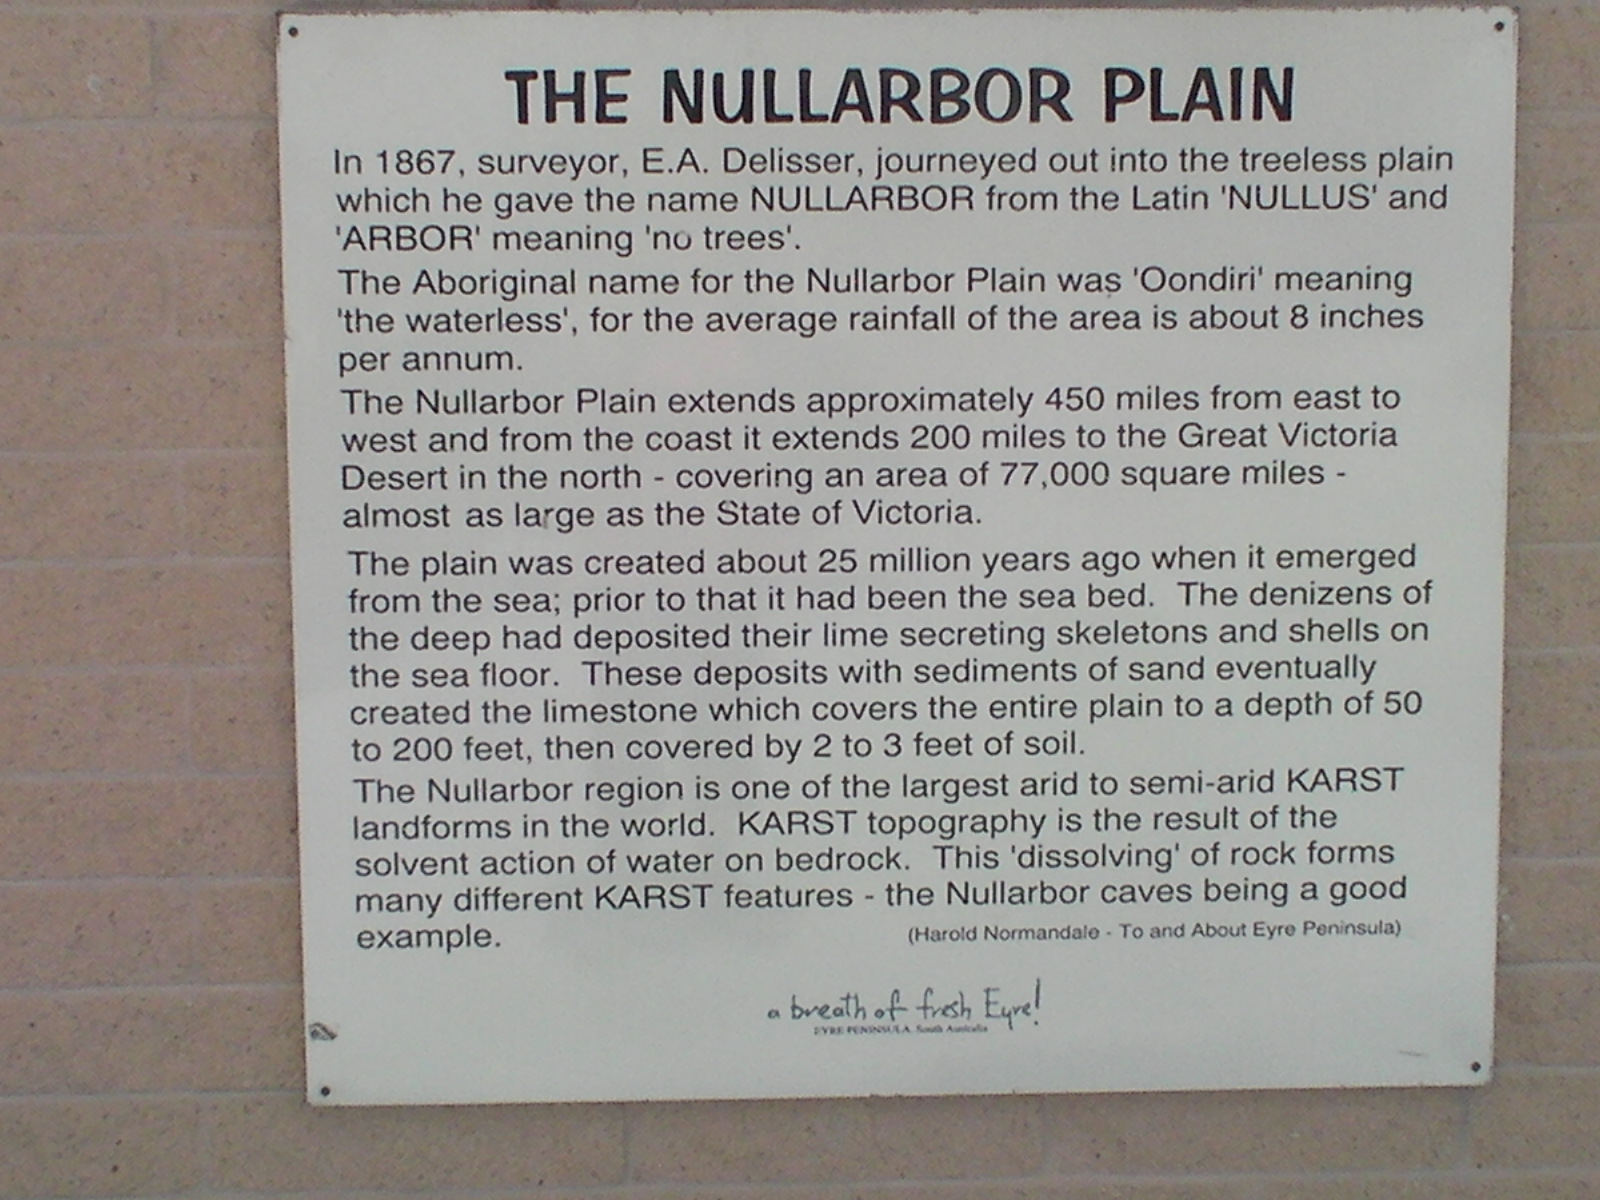 THE NULLARBOR PLAIN
In 1867, surveyor, E.A. Delisser, journeyed out into the treeless plain
which he gave the name NULLARBOR from the Latin 'NULLUS' and
'ARBOR' meaning 'no trees'.
The Aboriginal name for the Nullarbor Plain was 'Oondiri' meaning
'the waterless', for the average rainfall of the area is about 8 inches
per annum.
The Nullarbor Plain extends approximately 450 miles from east to
west and from the coast it extends 200 miles to the Great Victoria
Desert in the north - covering an area of 77,000 square miles -
almost as large as the State of Victoria.
The plain was created about 25 million years ago when it emerged
from the sea; prior to that it had been the sea bed. The denizens of
the deep had deposited their lime secreting skeletons and shells on
the sea floor. These deposits with sediments of sand eventually
created the limestone which covers the entire plain to a depth of 50
to 200 feet, then covered by 2 to 3 feet of soil.
The Nullarbor region is one of the largest arid to semi-arid KARST
landforms in the world. KARST topography is the result of the
solvent action of water on bedrock. This 'dissolving' of rock forms
many different KARST features - the Nullarbor caves being a good
example.
(Harold Normandale - To and About Eyre Peninsula)
a breath of fresh Eyre!
EYRE PENINSULA, South Australia